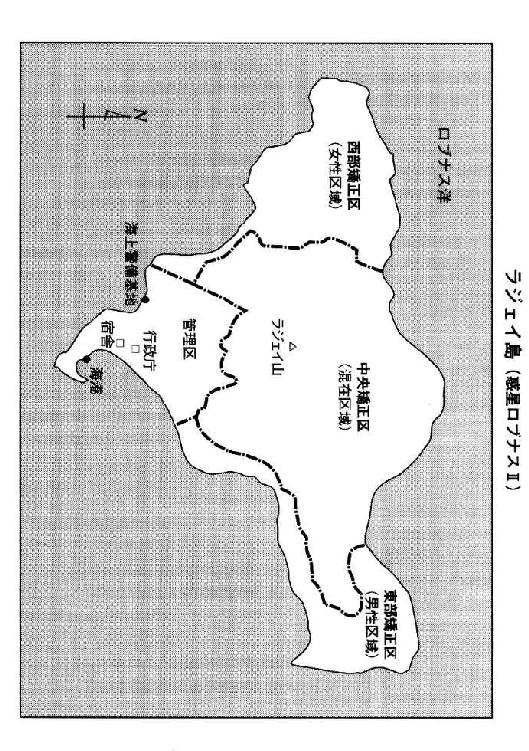 ラジェイ島 (惑星ロブナスⅡ)
ロブナス洋
西部矯正区
(女性区域)
中央矯正区
(混在区域)
東部矯正区
(男性区域)
ラジェイ山
管理区
行政庁
宿舎
海港
海上警備基地
N